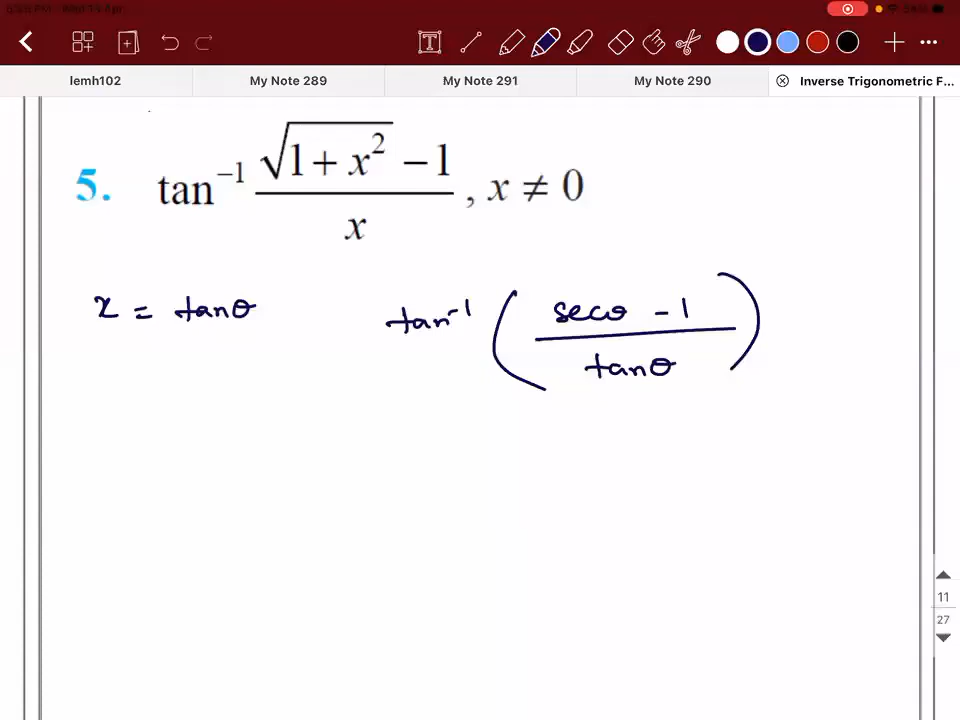 lemh102 My Note 289 My Note 291 My Note 290 Inverse Trigonometric F...
5. tan⁻¹ (√(1 + x²) − 1)/x , x ≠ 0
x = tanθ tan⁻¹ ( (secθ − 1)/(tanθ) )
11
27